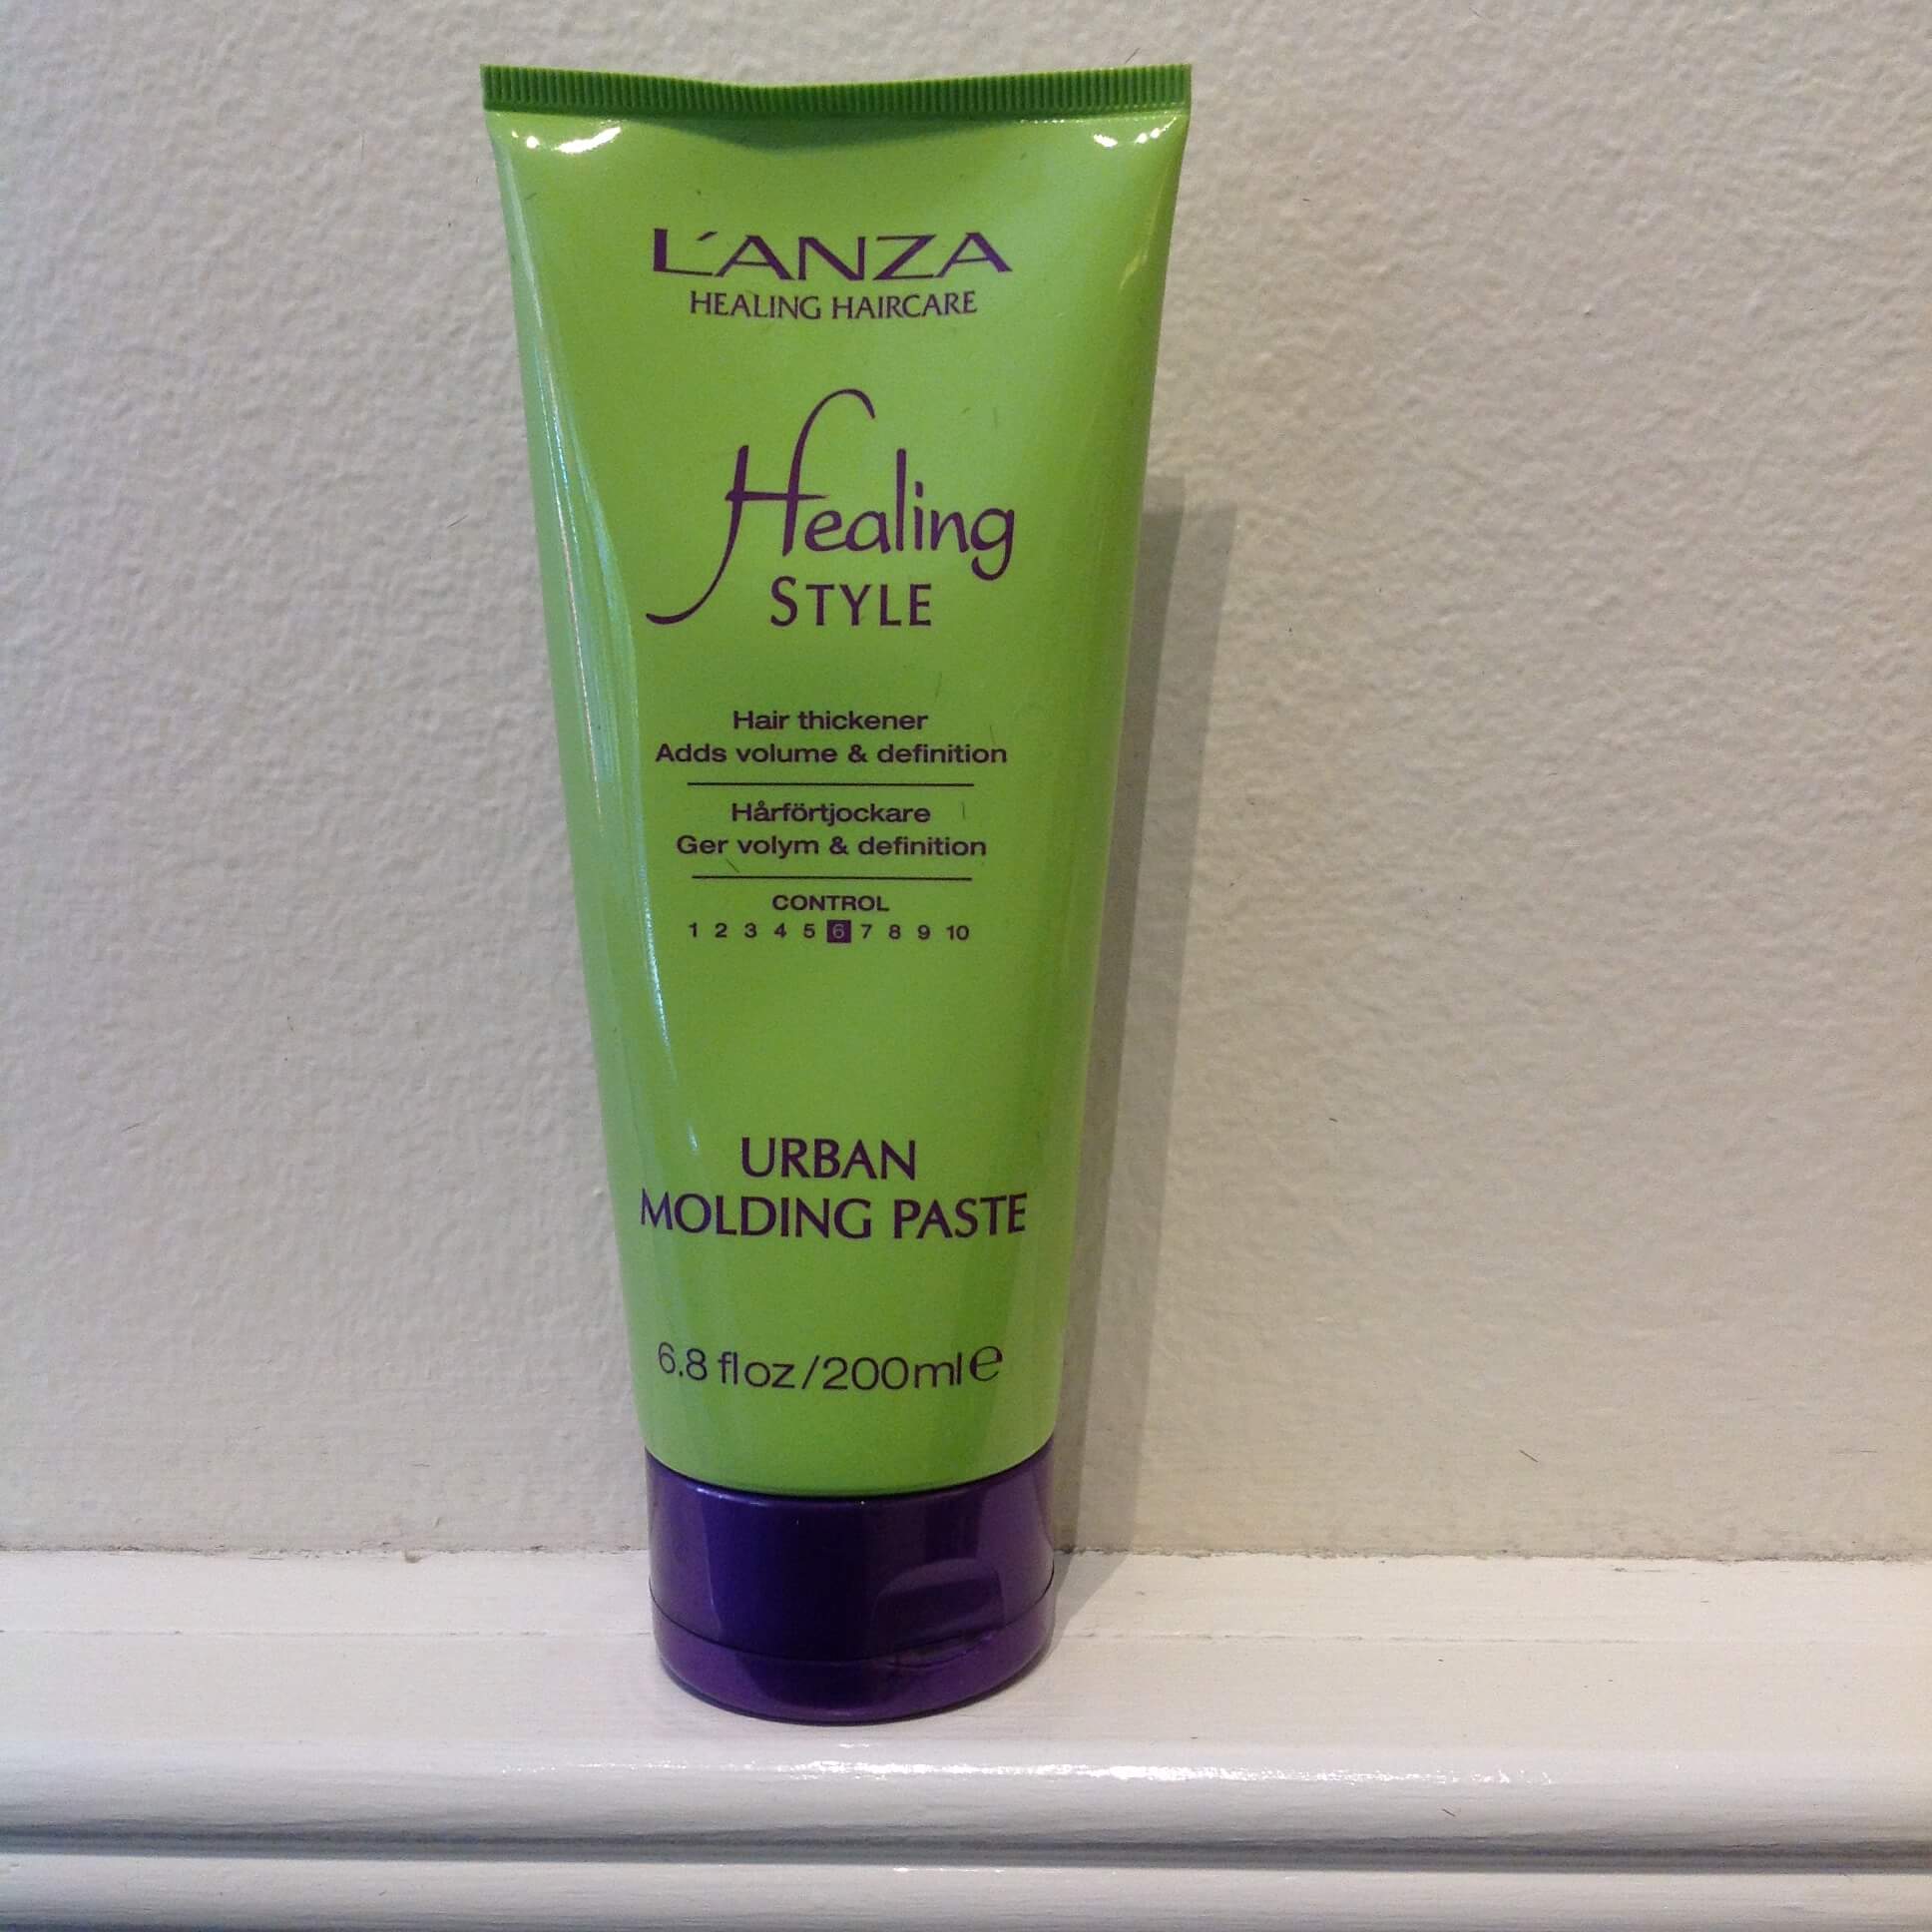 L'ANZA
HEALING HAIRCARE
Healing
STYLE
Hair thickener
Adds volume & definition
Hårförtjockare
Ger volym & definition
CONTROL
1 2 3 4 5 6 7 8 9 10
URBAN
MOLDING PASTE
6.8 fl oz/200ml e